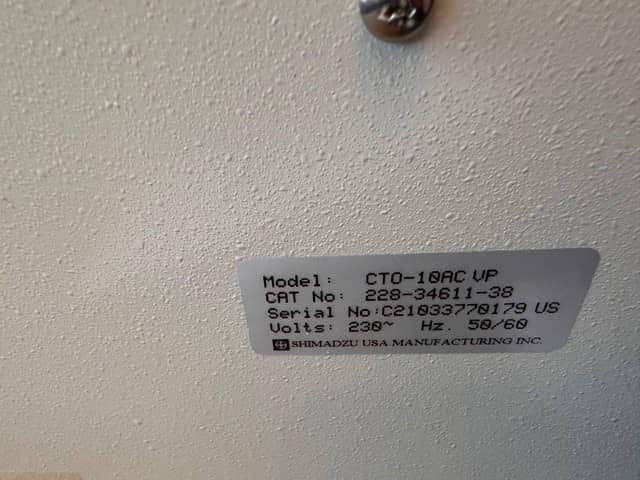 Model: CTO-10AC VP
CAT No: 228-34611-38
Serial No:C21033770179 US
Volts: 230~ Hz. 50/60
SHIMADZU USA MANUFACTURING INC.